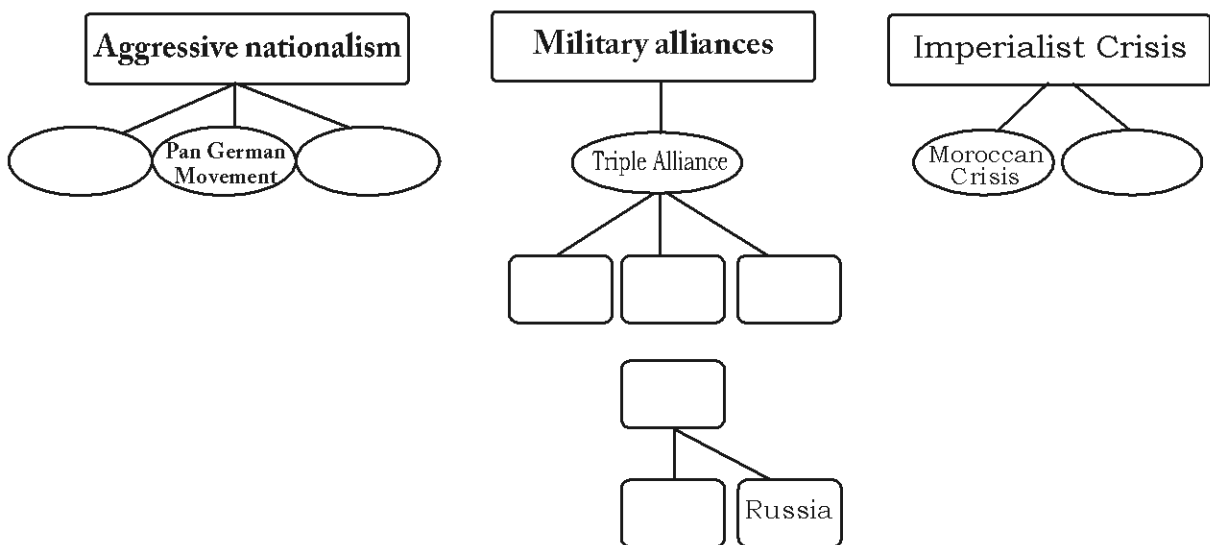 Aggressive nationalism
Pan German
Movement
Military alliances
Triple Alliance
Imperialist Crisis
Moroccan
Crisis
Russia